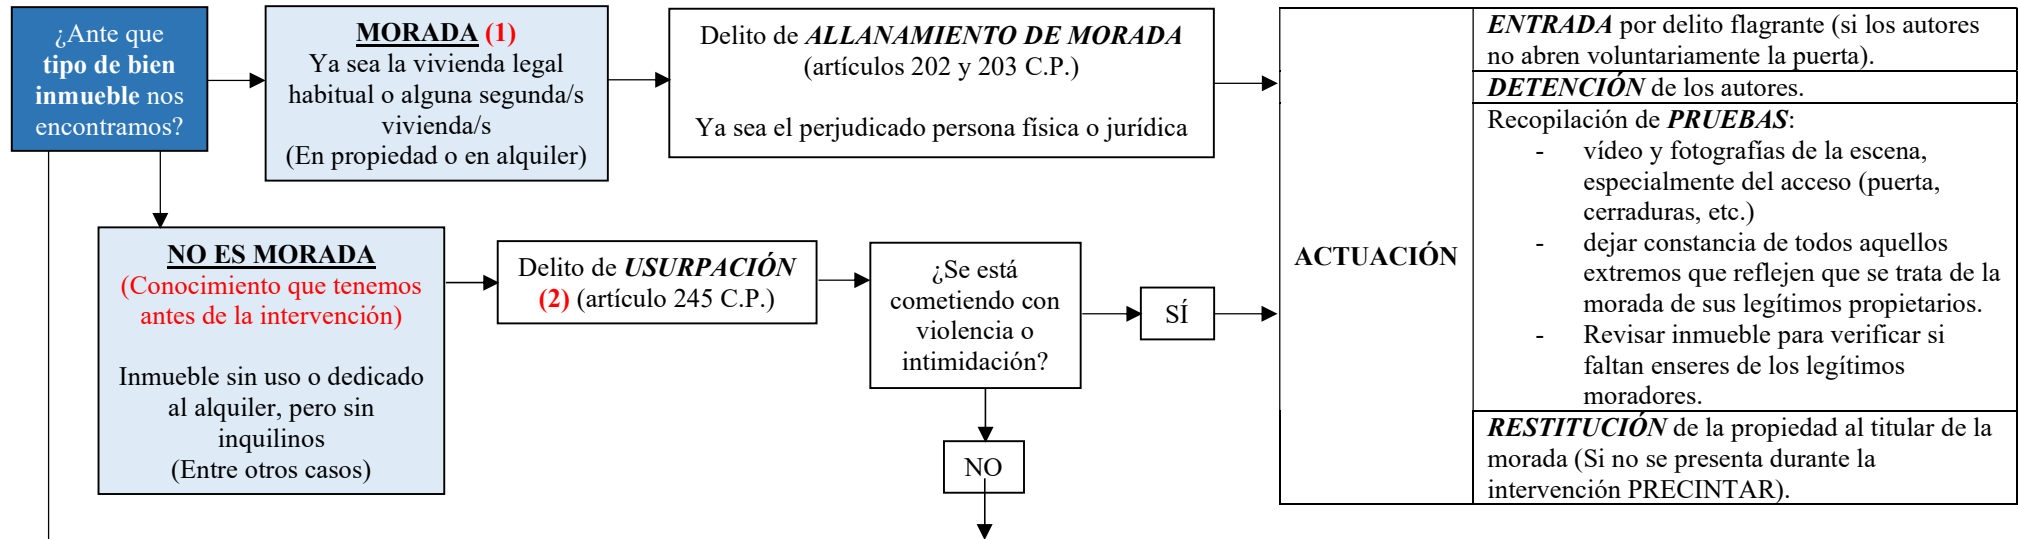 ¿Ante que
tipo de bien
inmueble nos
encontramos?
MORADA (1)
Ya sea la vivienda legal
habitual o alguna segunda/s
vivienda/s
(En propiedad o en alquiler)
Delito de ALLANAMIENTO DE MORADA
(artículos 202 y 203 C.P.)
Ya sea el perjudicado persona física o jurídica
NO ES MORADA
(Conocimiento que tenemos
antes de la intervención)
Inmueble sin uso o dedicado
al alquiler, pero sin
inquilinos
(Entre otros casos)
Delito de USURPACIÓN
(2) (artículo 245 C.P.)
¿Se está
cometiendo con
violencia o
intimidación?
SÍ
NO
ACTUACIÓN
ENTRADA por delito flagrante (si los autores
no abren voluntariamente la puerta).
DETENCIÓN de los autores.
Recopilación de PRUEBAS:
- vídeo y fotografías de la escena,
especialmente del acceso (puerta,
cerraduras, etc.)
- dejar constancia de todos aquellos
extremos que reflejen que se trata de la
morada de sus legítimos propietarios.
- Revisar inmueble para verificar si
faltan enseres de los legítimos
moradores.
RESTITUCIÓN de la propiedad al titular de la
morada (Si no se presenta durante la
intervención PRECINTAR).